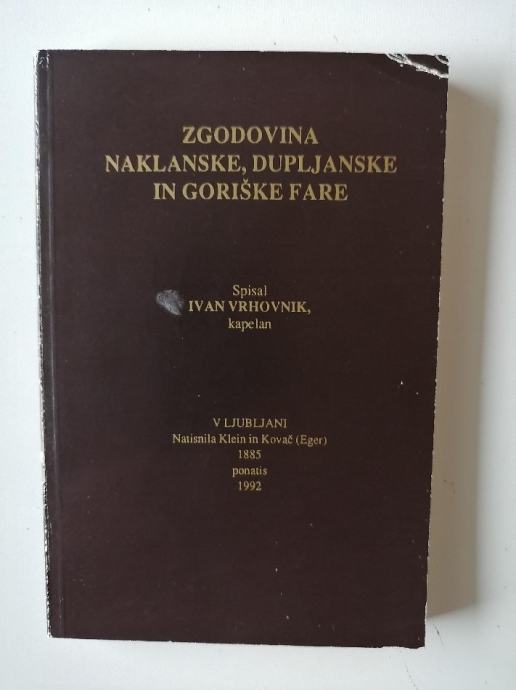 ZGODOVINA
NAKLANSKE, DUPLJANSKE
IN GORIŠKE FARE
Spisal
IVAN VRHOVNIK,
kapelan
V LJUBLJANI
Natisnila Klein in Kovač (Eger)
1885
ponatis
1992